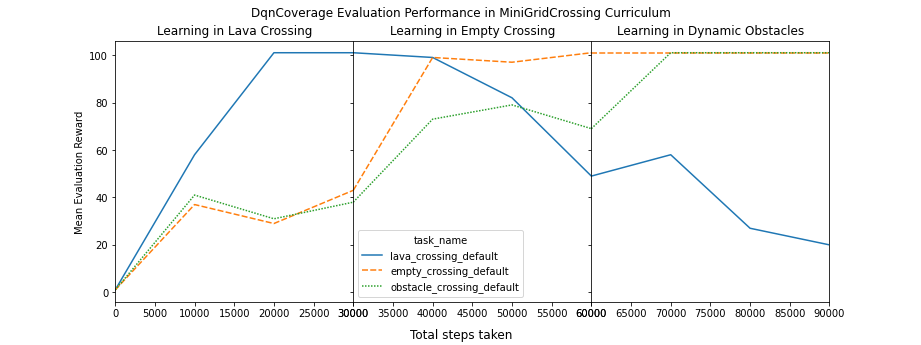 DqnCoverage Evaluation Performance in MiniGridCrossing Curriculum
Learning in Lava Crossing
Learning in Empty Crossing
Learning in Dynamic Obstacles
Mean Evaluation Reward
100
80
60
40
20
0
task_name
lava_crossing_default
empty_crossing_default
obstacle_crossing_default
0 5000 10000 15000 20000 25000 30000
30000 35000 40000 45000 50000 55000 60000
60000 65000 70000 75000 80000 85000 90000
Total steps taken